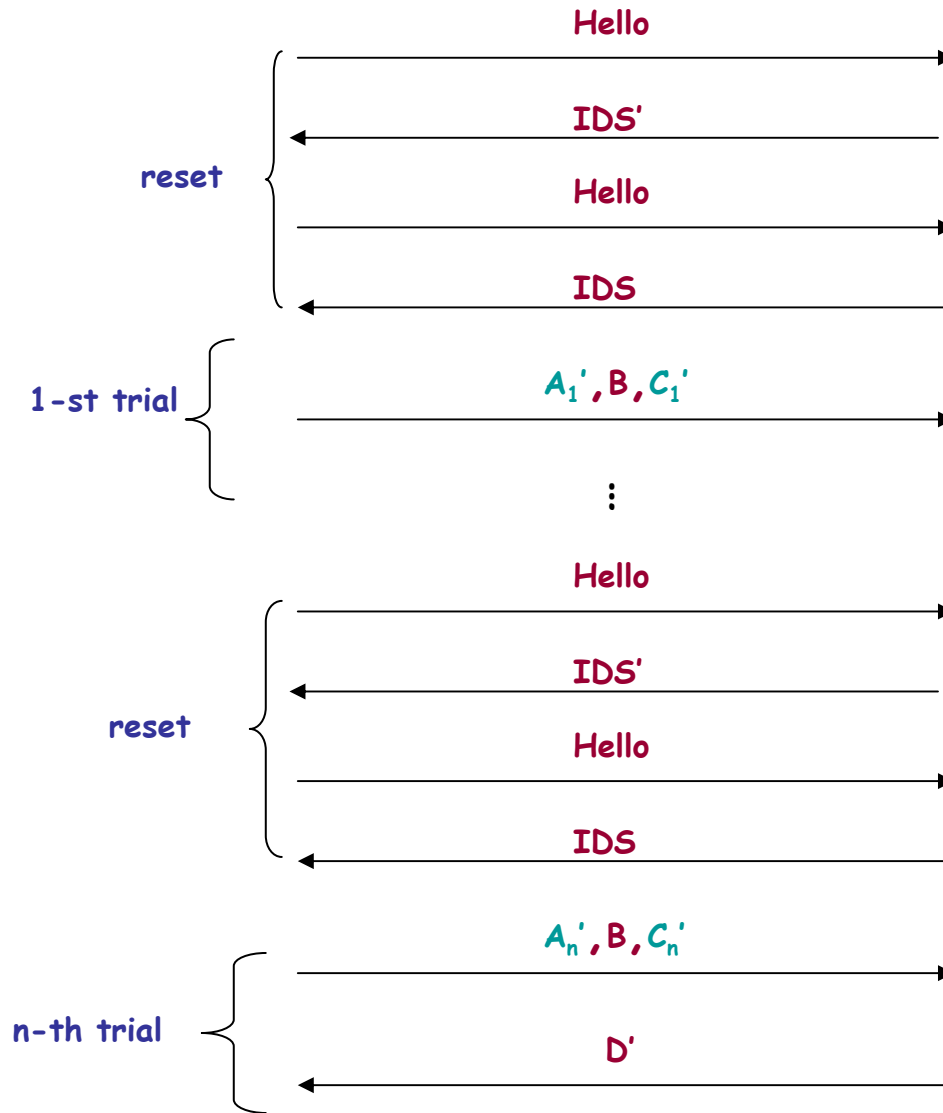 Hello
IDS'
reset
Hello
IDS
1-st trial
A₁', B, C₁'
⋮
Hello
IDS'
reset
Hello
IDS
Aₙ', B, Cₙ'
n-th trial
D'